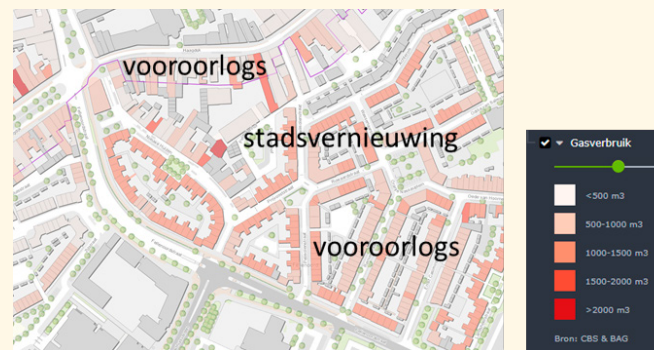 vooroorlogs
stadsvernieuwing
vooroorlogs
Gasverbruik
<500 m3
500-1000 m3
1000-1500 m3
1500-2000 m3
>2000 m3
Bron: CBS & BAG